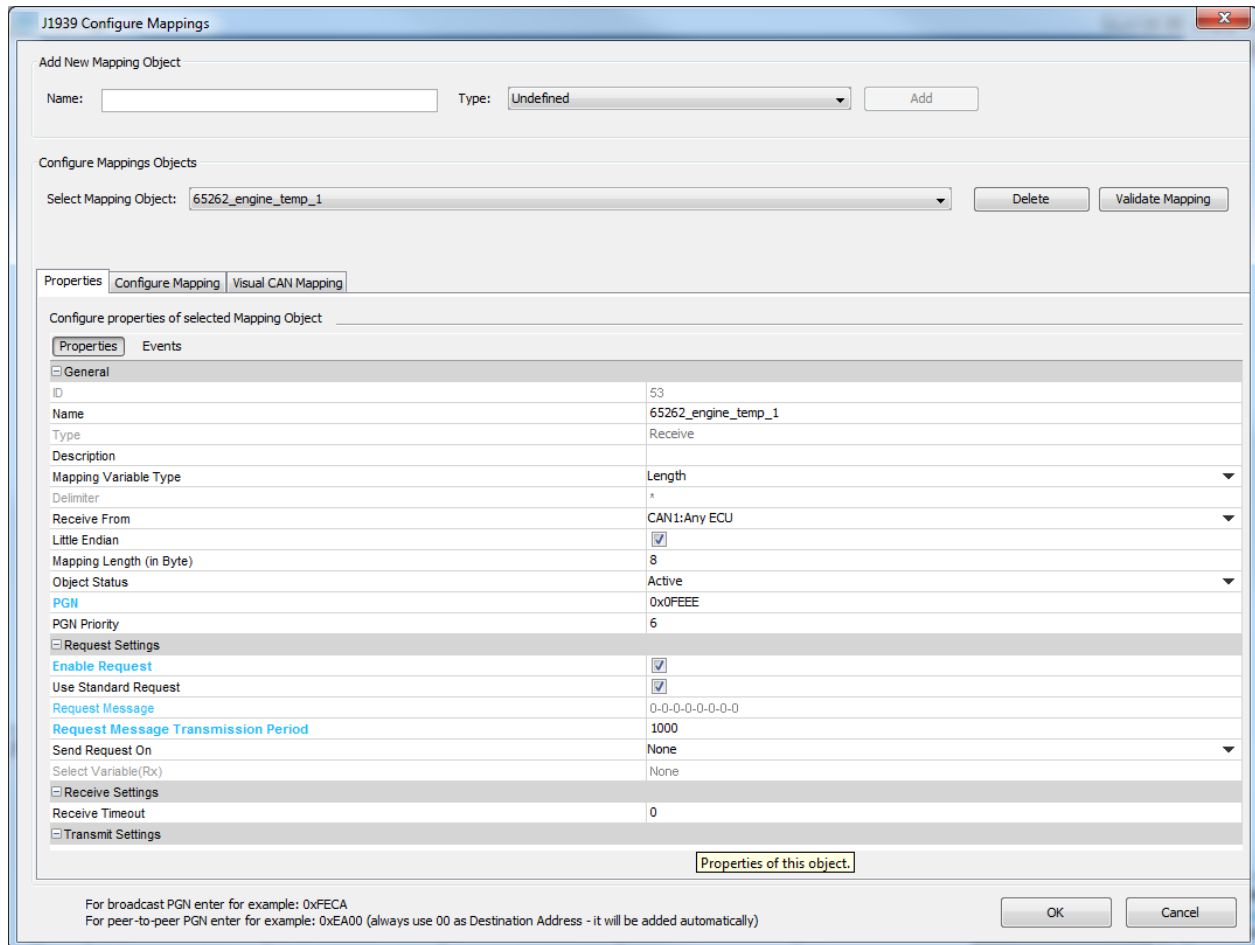 J1939 Configure Mappings
Add New Mapping Object
Name: Type: Undefined Add
Configure Mappings Objects
Select Mapping Object: 65262_engine_temp_1 Delete Validate Mapping
Properties Configure Mapping Visual CAN Mapping
Configure properties of selected Mapping Object
Properties Events
General
ID 53
Name 65262_engine_temp_1
Type Receive
Description
Mapping Variable Type Length
Delimiter *
Receive From CAN1:Any ECU
Little Endian
Mapping Length (in Byte) 8
Object Status Active
PGN 0x0FEEE
PGN Priority 6
Request Settings
Enable Request
Use Standard Request
Request Message 0-0-0-0-0-0-0-0
Request Message Transmission Period 1000
Send Request On None
Select Variable(Rx) None
Receive Settings
Receive Timeout 0
Transmit Settings
Properties of this object.
For broadcast PGN enter for example: 0xFECA
For peer-to-peer PGN enter for example: 0xEA00 (always use 00 as Destination Address - it will be added automatically)
OK Cancel